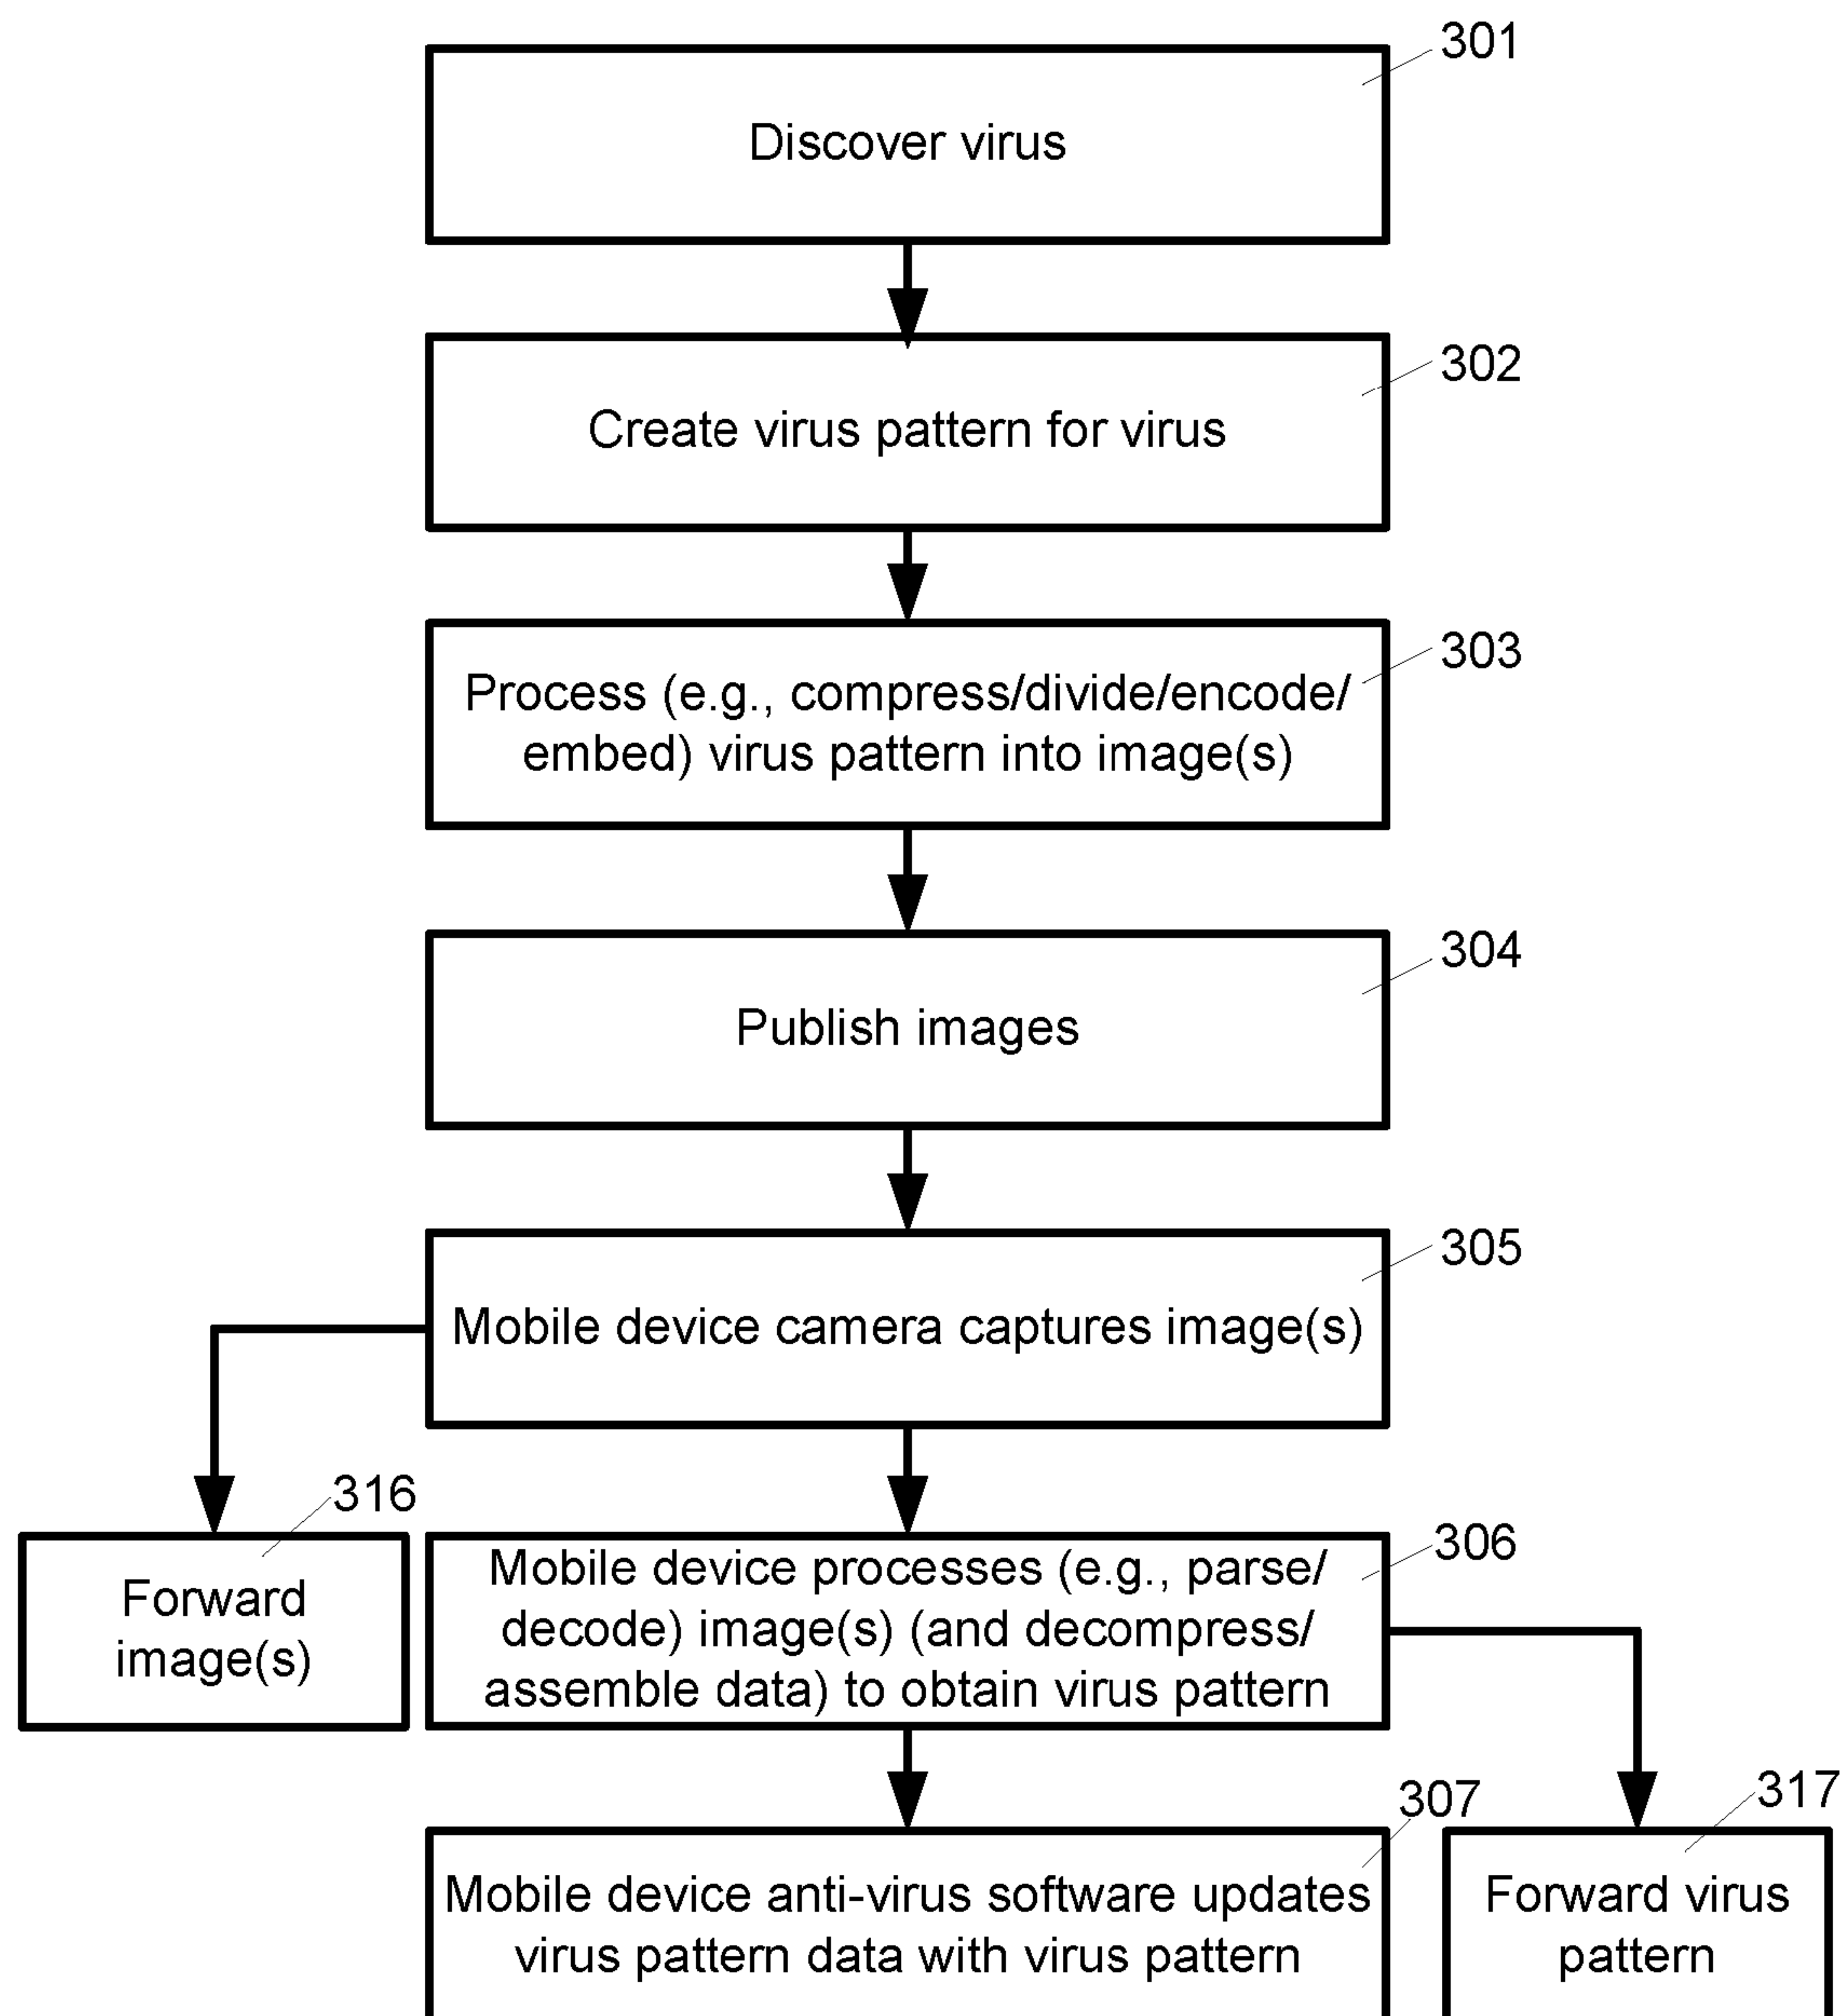 301
Discover virus
302
Create virus pattern for virus
303
Process (e.g., compress/divide/encode/
embed) virus pattern into image(s)
304
Publish images
305
Mobile device camera captures image(s)
316
Forward
image(s)
306
Mobile device processes (e.g., parse/
decode) image(s) (and decompress/
assemble data) to obtain virus pattern
307
Mobile device anti-virus software updates
virus pattern data with virus pattern
317
Forward virus
pattern